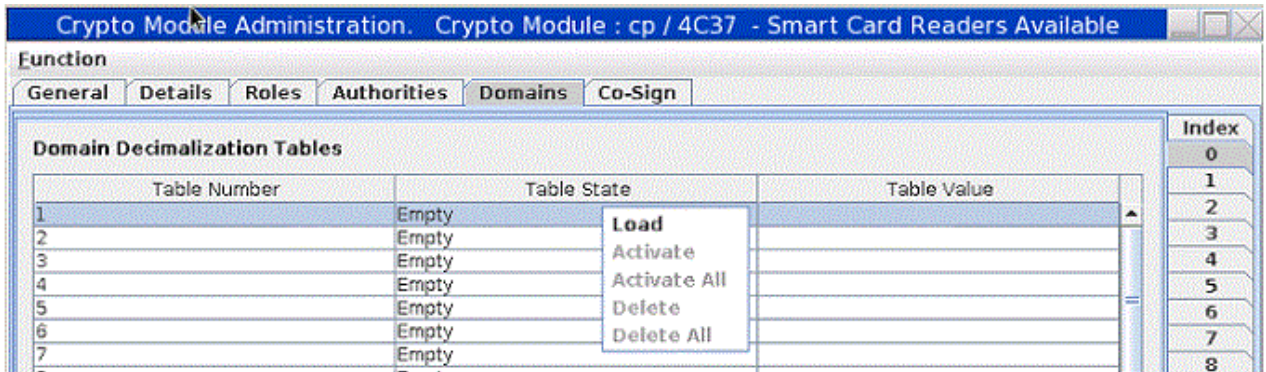 Crypto Module Administration. Crypto Module : cp / 4C37 - Smart Card Readers Available
Function
General Details Roles Authorities Domains Co-Sign
Index
Domain Decimalization Tables
0
Table Number Table State Table Value
1
1 Empty
2
Load
2 Empty
3
Activate
3 Empty
4
Activate All
4 Empty
5
Delete
5 Empty
6
Delete All
6 Empty
7
7 Empty
8